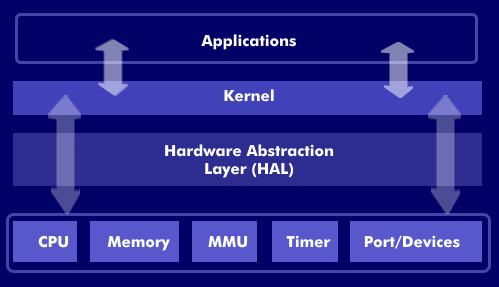 Applications
Kernel
Hardware Abstraction
Layer (HAL)
CPU
Memory
MMU
Timer
Port/Devices